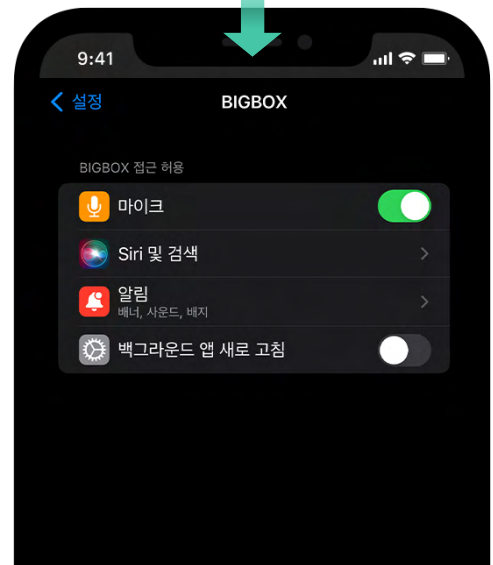 9:41
설정
BIGBOX
BIGBOX 접근 허용
마이크
Siri 및 검색
알림
배너, 사운드, 배지
백그라운드 앱 새로 고침